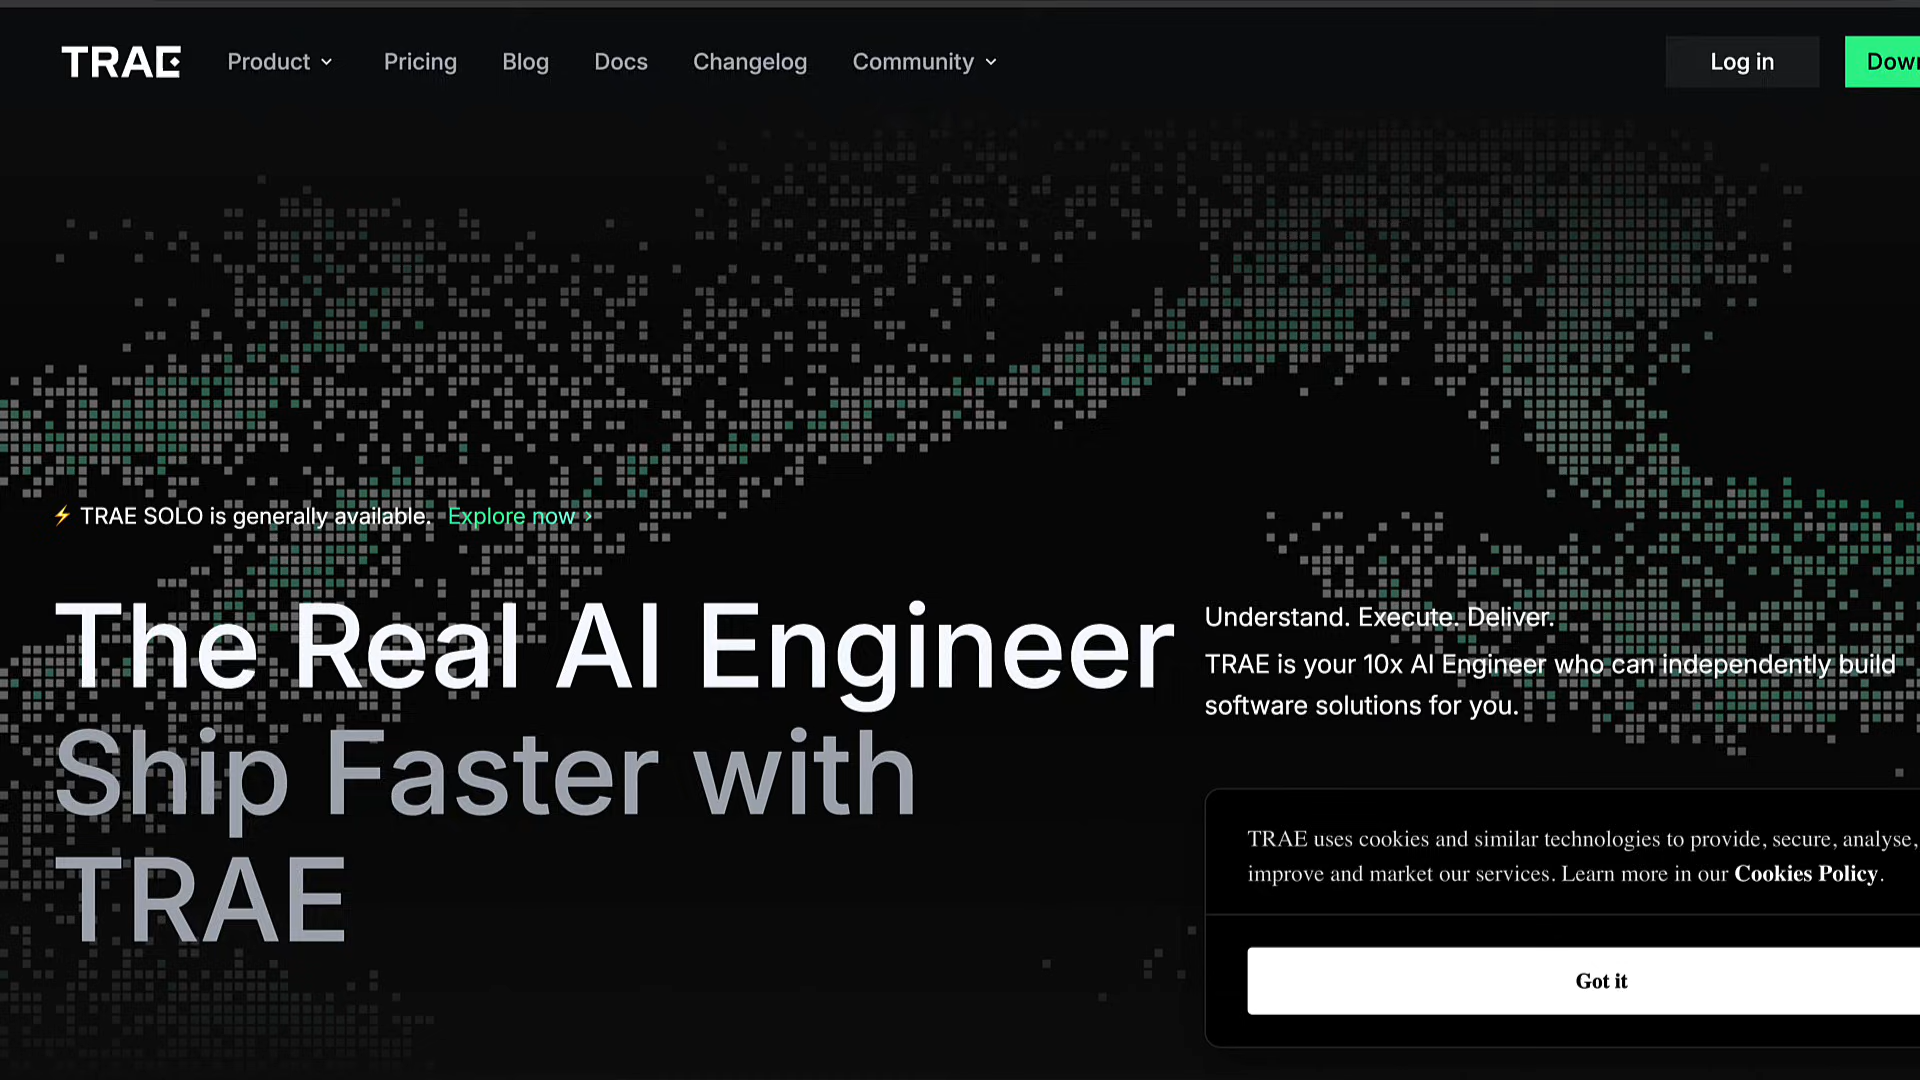 TRAE
Product
Pricing
Blog
Docs
Changelog
Community
Log in
⚡ TRAE SOLO is generally available. Explore now ›
The Real AI Engineer
Ship Faster with
TRAE
Understand. Execute. Deliver.
TRAE is your 10x AI Engineer who can independently build
software solutions for you.
TRAE uses cookies and similar technologies to provide, secure, analyse,
improve and market our services. Learn more in our Cookies Policy.
Got it